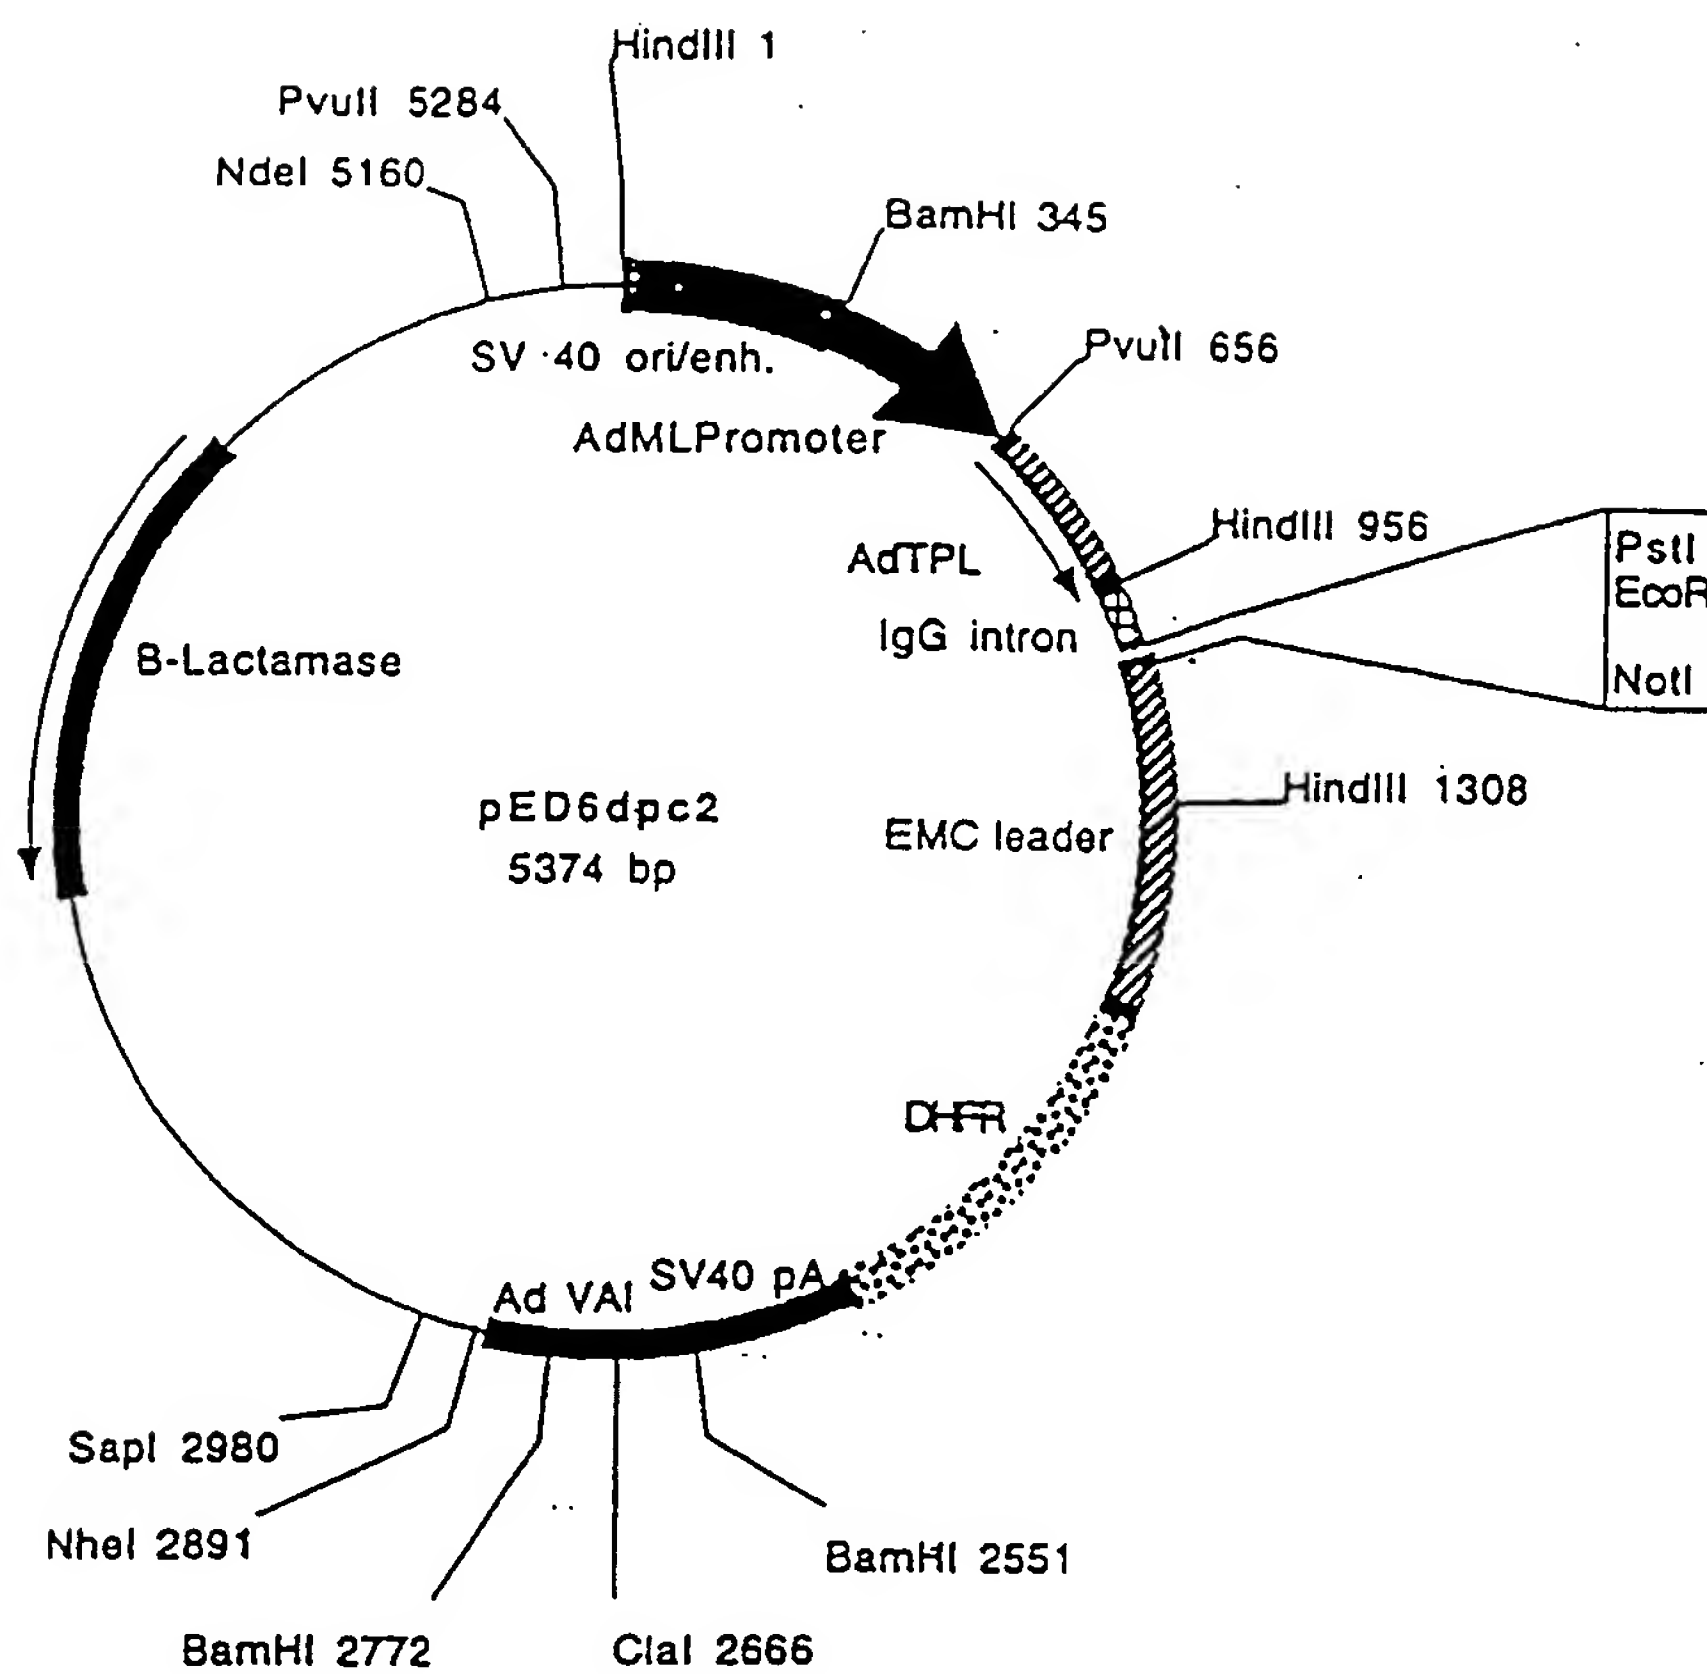 HindIII 1
PvuII 5284
NdeI 5160
BamHI 345
PvuII 656
SV 40 ori/enh.
AdMLPromoter
HindIII 956
PstI
EcoR
NotI
AdTPL
IgG intron
B-Lactamase
HindIII 1308
pED6dpc2
5374 bp
EMC leader
DHFR
SV40 pA
Ad VAI
SapI 2980
NheI 2891
BamHI 2551
BamHI 2772
ClaI 2666